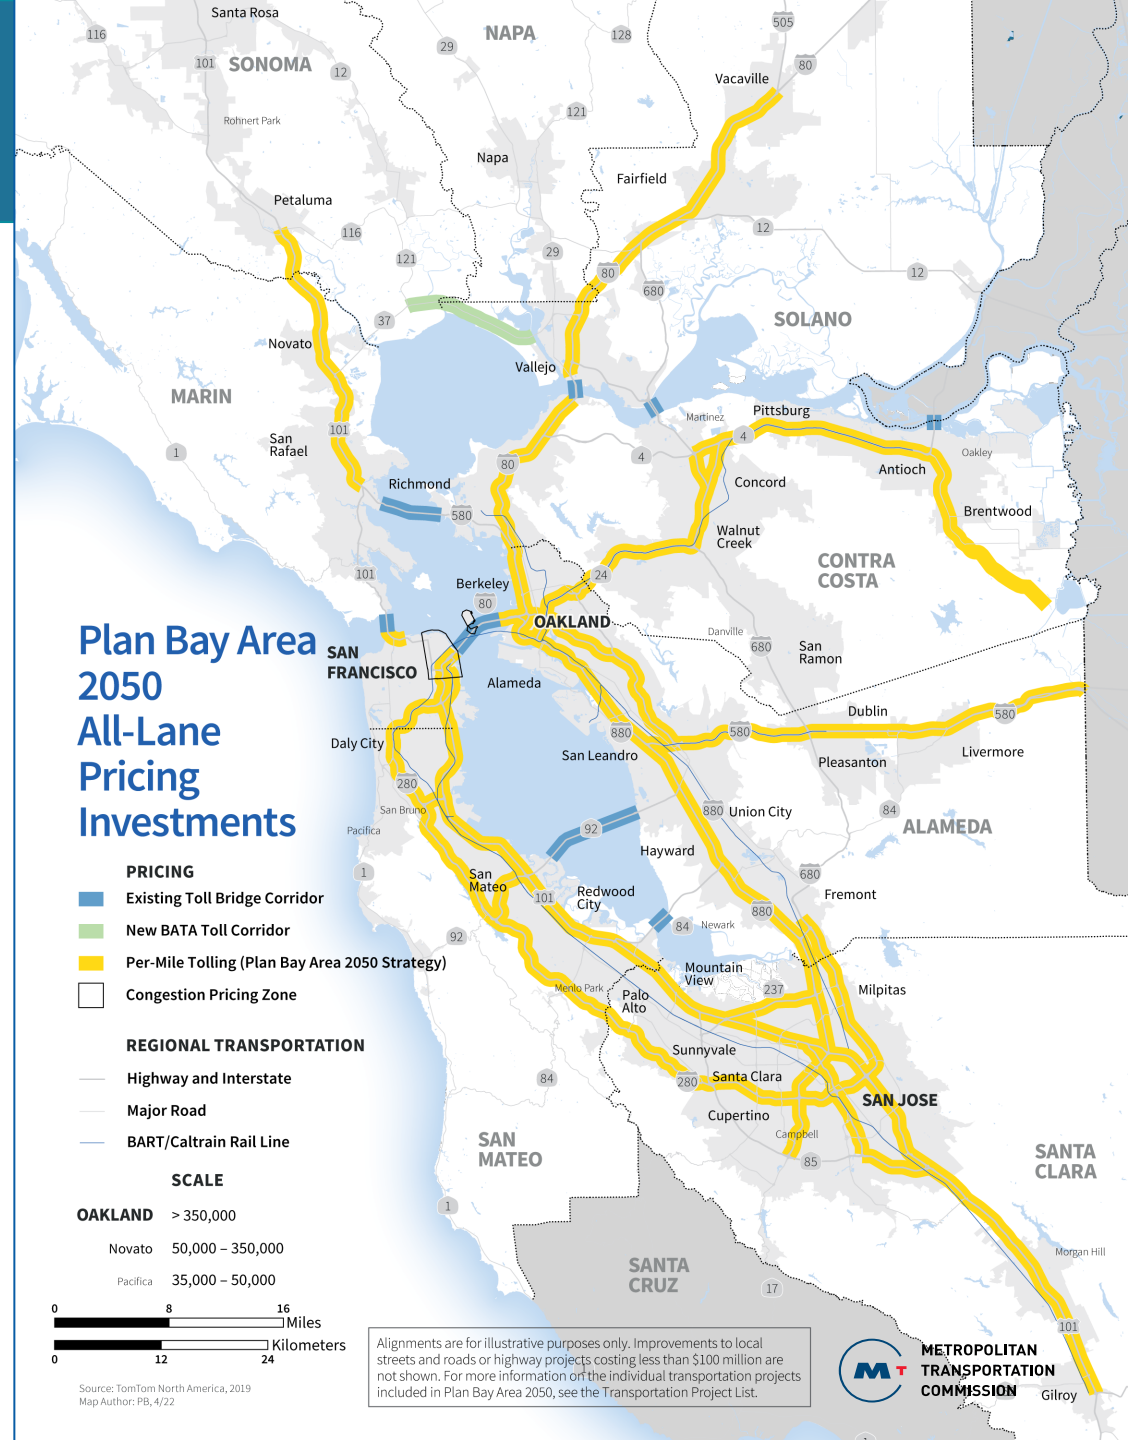 Santa Rosa
505
116
29
NAPA
128
101
SONOMA
12
80
Vacaville
121
Rohnert Park
Napa
Fairfield
Petaluma
116
12
121
29
80
680
12
37
SOLANO
Novato
Vallejo
MARIN
Martinez
Pittsburg
101
4
San
Rafael
1
4
Oakley
80
Antioch
Richmond
Concord
580
Brentwood
Walnut
Creek
CONTRA
COSTA
101
24
Berkeley
80
OAKLAND
Danville
680
San
Ramon
SAN
FRANCISCO
Alameda
Plan Bay Area
2050
All-Lane
Pricing
Investments
Dublin
580
880
580
Daly City
San Leandro
Livermore
Pleasanton
280
San Bruno
880
Union City
84
Pacifica
92
ALAMEDA
Hayward
1
San
Mateo
680
Redwood
City
Fremont
101
880
84
Newark
92
Mountain
View
237
Milpitas
Menlo Park
Palo
Alto
Sunnyvale
84
280
Santa Clara
SAN JOSE
Cupertino
Campbell
85
SAN
MATEO
SANTA
CLARA
1
Morgan Hill
SANTA
CRUZ
17
101
Gilroy
1
PRICING
Existing Toll Bridge Corridor
New BATA Toll Corridor
Per-Mile Tolling (Plan Bay Area 2050 Strategy)
Congestion Pricing Zone
REGIONAL TRANSPORTATION
Highway and Interstate
Major Road
BART/Caltrain Rail Line
SCALE
OAKLAND > 350,000
Novato 50,000 – 350,000
Pacifica 35,000 – 50,000
0 8 16
Miles
Kilometers
0 12 24
Source: TomTom North America, 2019
Map Author: PB, 4/22
Alignments are for illustrative purposes only. Improvements to local
streets and roads or highway projects costing less than $100 million are
not shown. For more information on the individual transportation projects
included in Plan Bay Area 2050, see the Transportation Project List.
M T
METROPOLITAN
TRANSPORTATION
COMMISSION